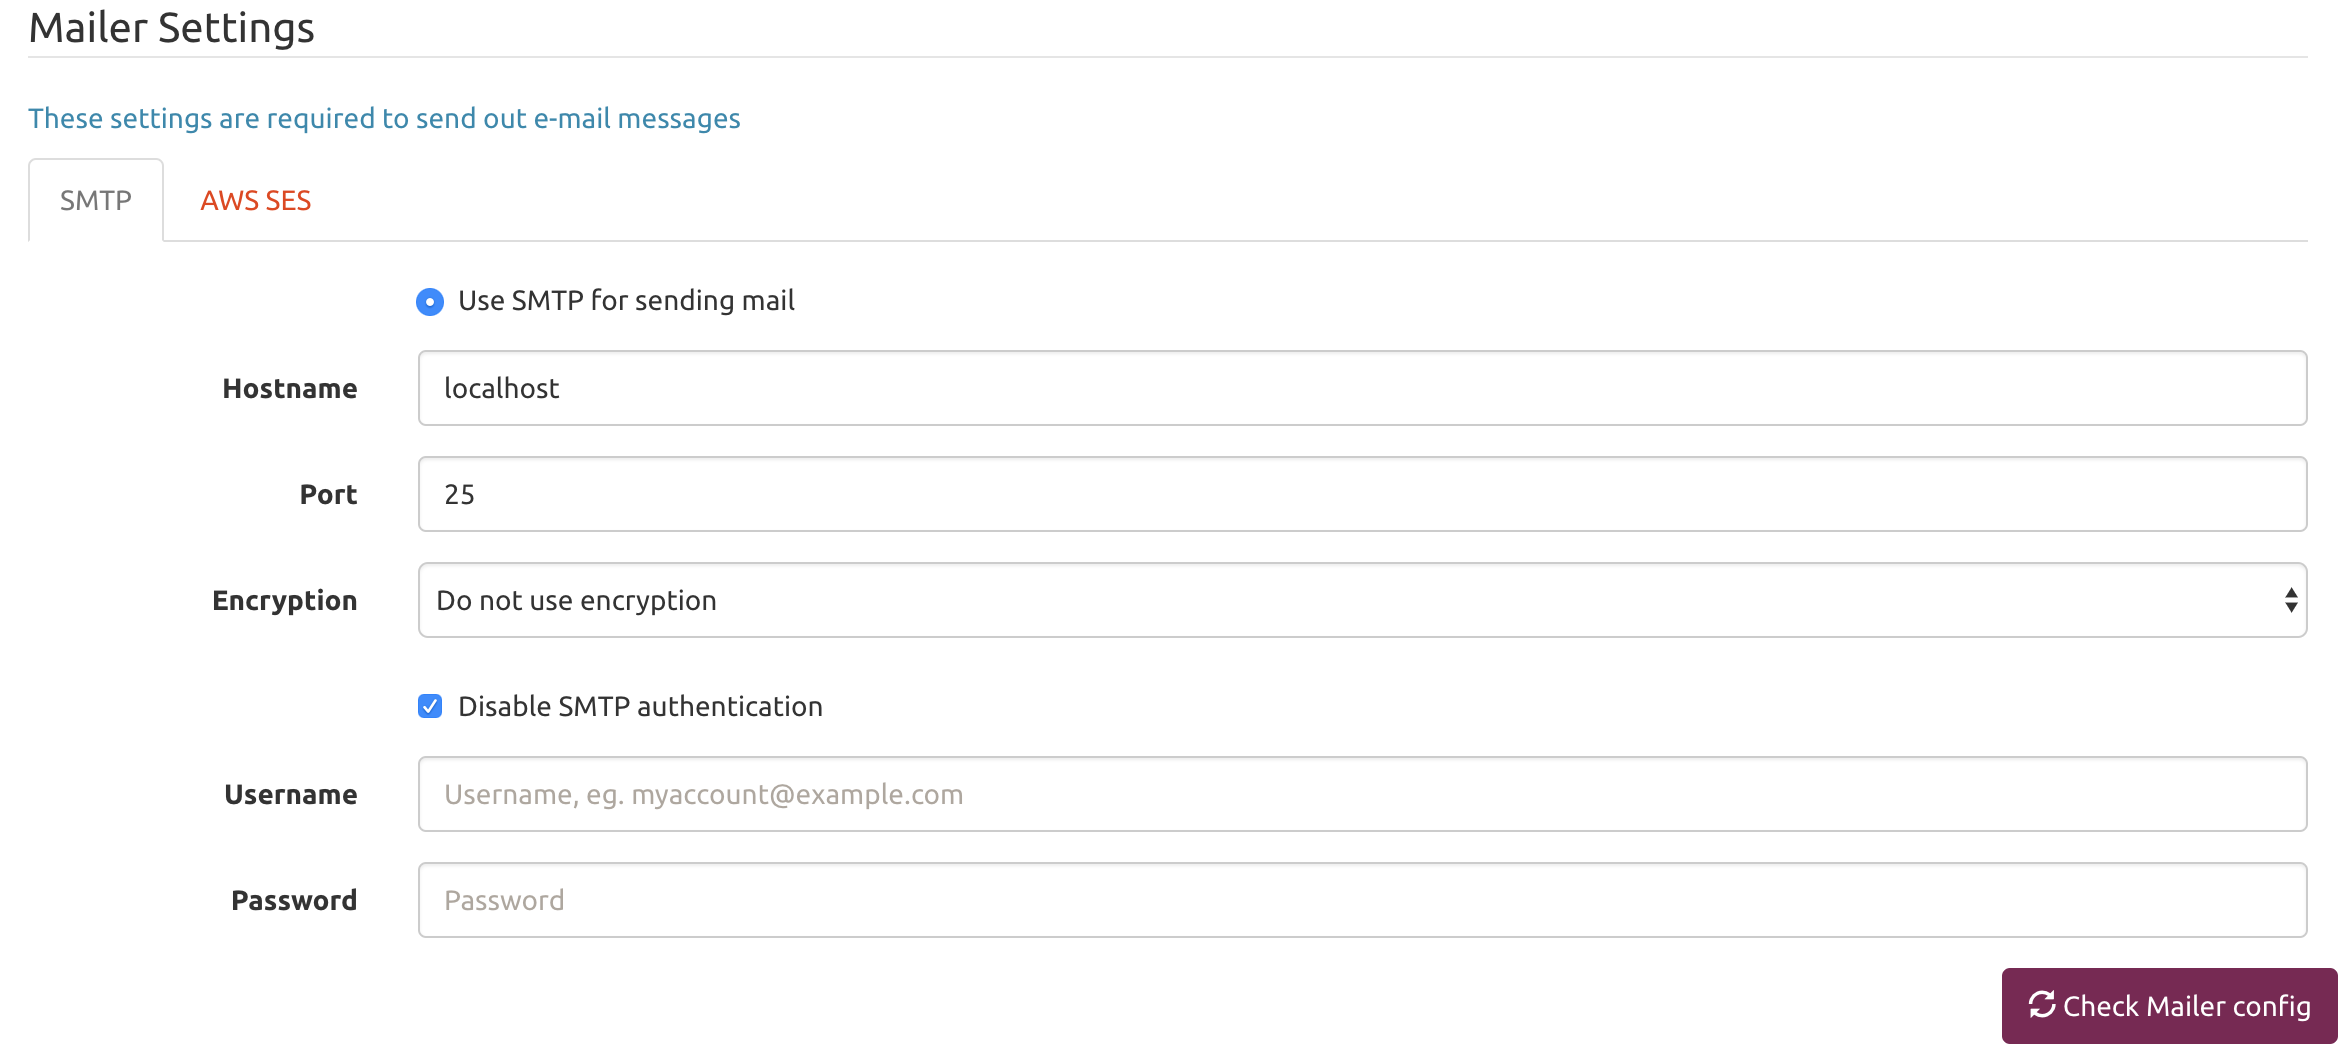 Mailer Settings
These settings are required to send out e-mail messages
SMTP AWS SES
Use SMTP for sending mail
Hostname localhost
Port 25
Encryption Do not use encryption
Disable SMTP authentication
Username Username, eg. myaccount@example.com
Password Password
Check Mailer config